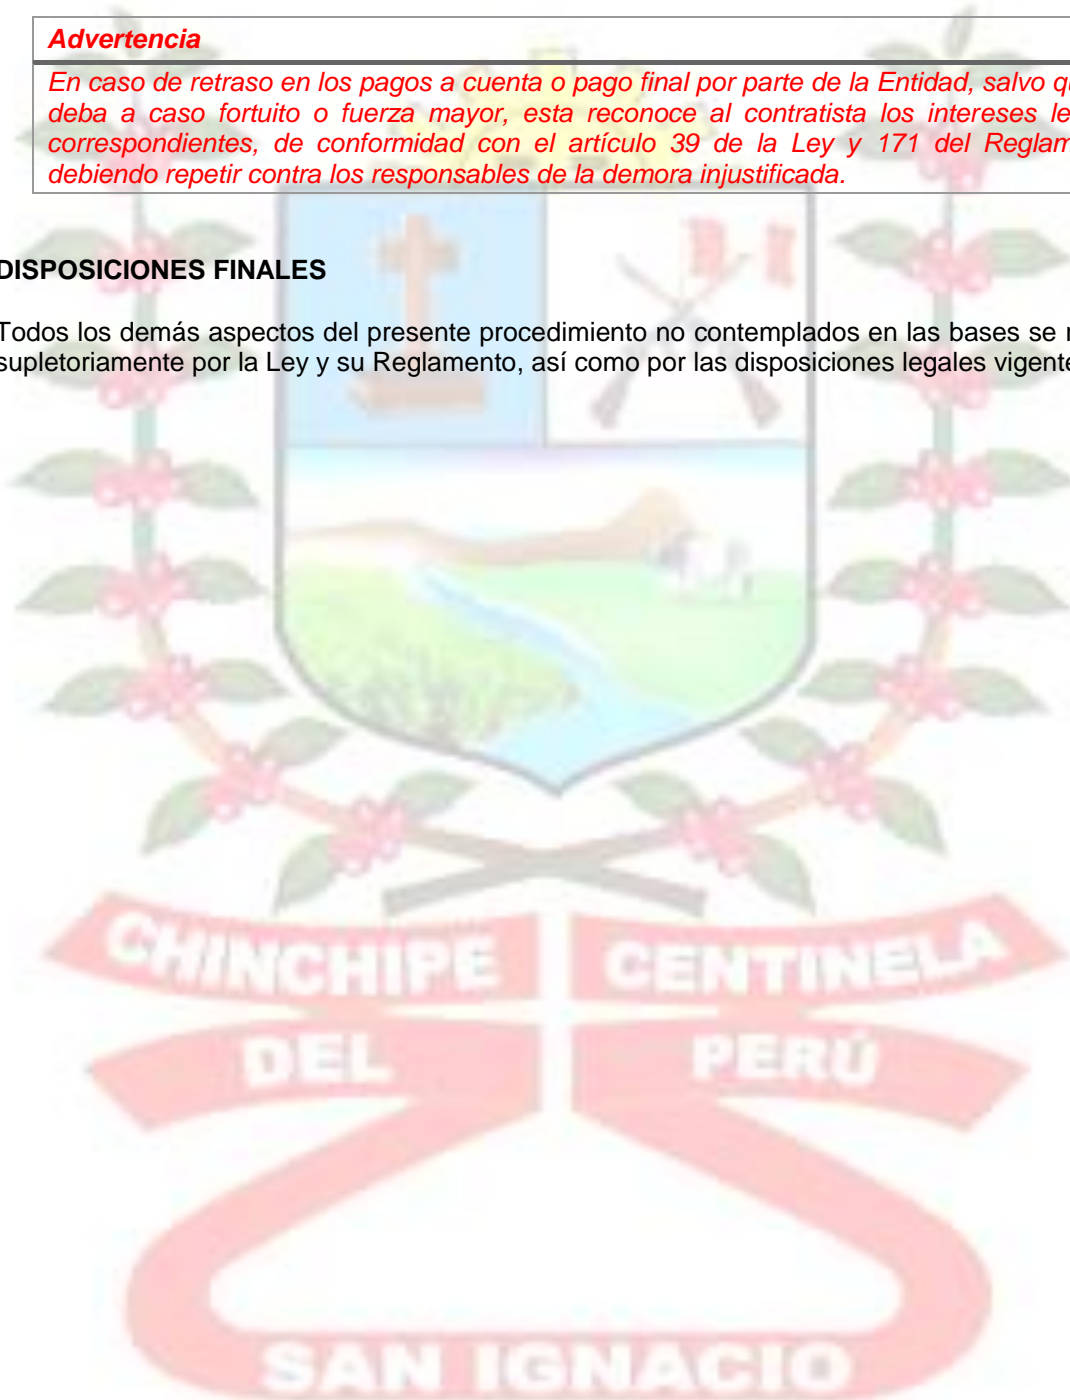 Advertencia
En caso de retraso en los pagos a cuenta o pago final por parte de la Entidad, salvo qu
deba a caso fortuito o fuerza mayor, esta reconoce al contratista los intereses le
correspondientes, de conformidad con el artículo 39 de la Ley y 171 del Reglam
debiendo repetir contra los responsables de la demora injustificada.
DISPOSICIONES FINALES
Todos los demás aspectos del presente procedimiento no contemplados en las bases se r
supletoriamente por la Ley y su Reglamento, así como por las disposiciones legales vigente
CHINCHIPE CENTINELA
DEL PERÚ
SAN IGNACIO